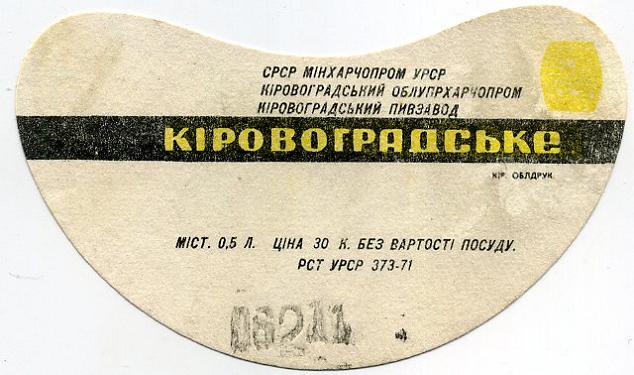 СРСР МІНХАРЧОПРОМ УРСР
КІРОВОГРАДСЬКИЙ ОБЛУПРХАРЧОПРОМ
КІРОВОГРАДСЬКИЙ ПИВЗАВОД
КІРОВОГРАДСЬКЕ
КІР. ОБЛДРУК.
МІСТ. 0,5 Л. ЦІНА 30 К. БЕЗ ВАРТОСТІ ПОСУДУ.
РСТ УРСР 373-71